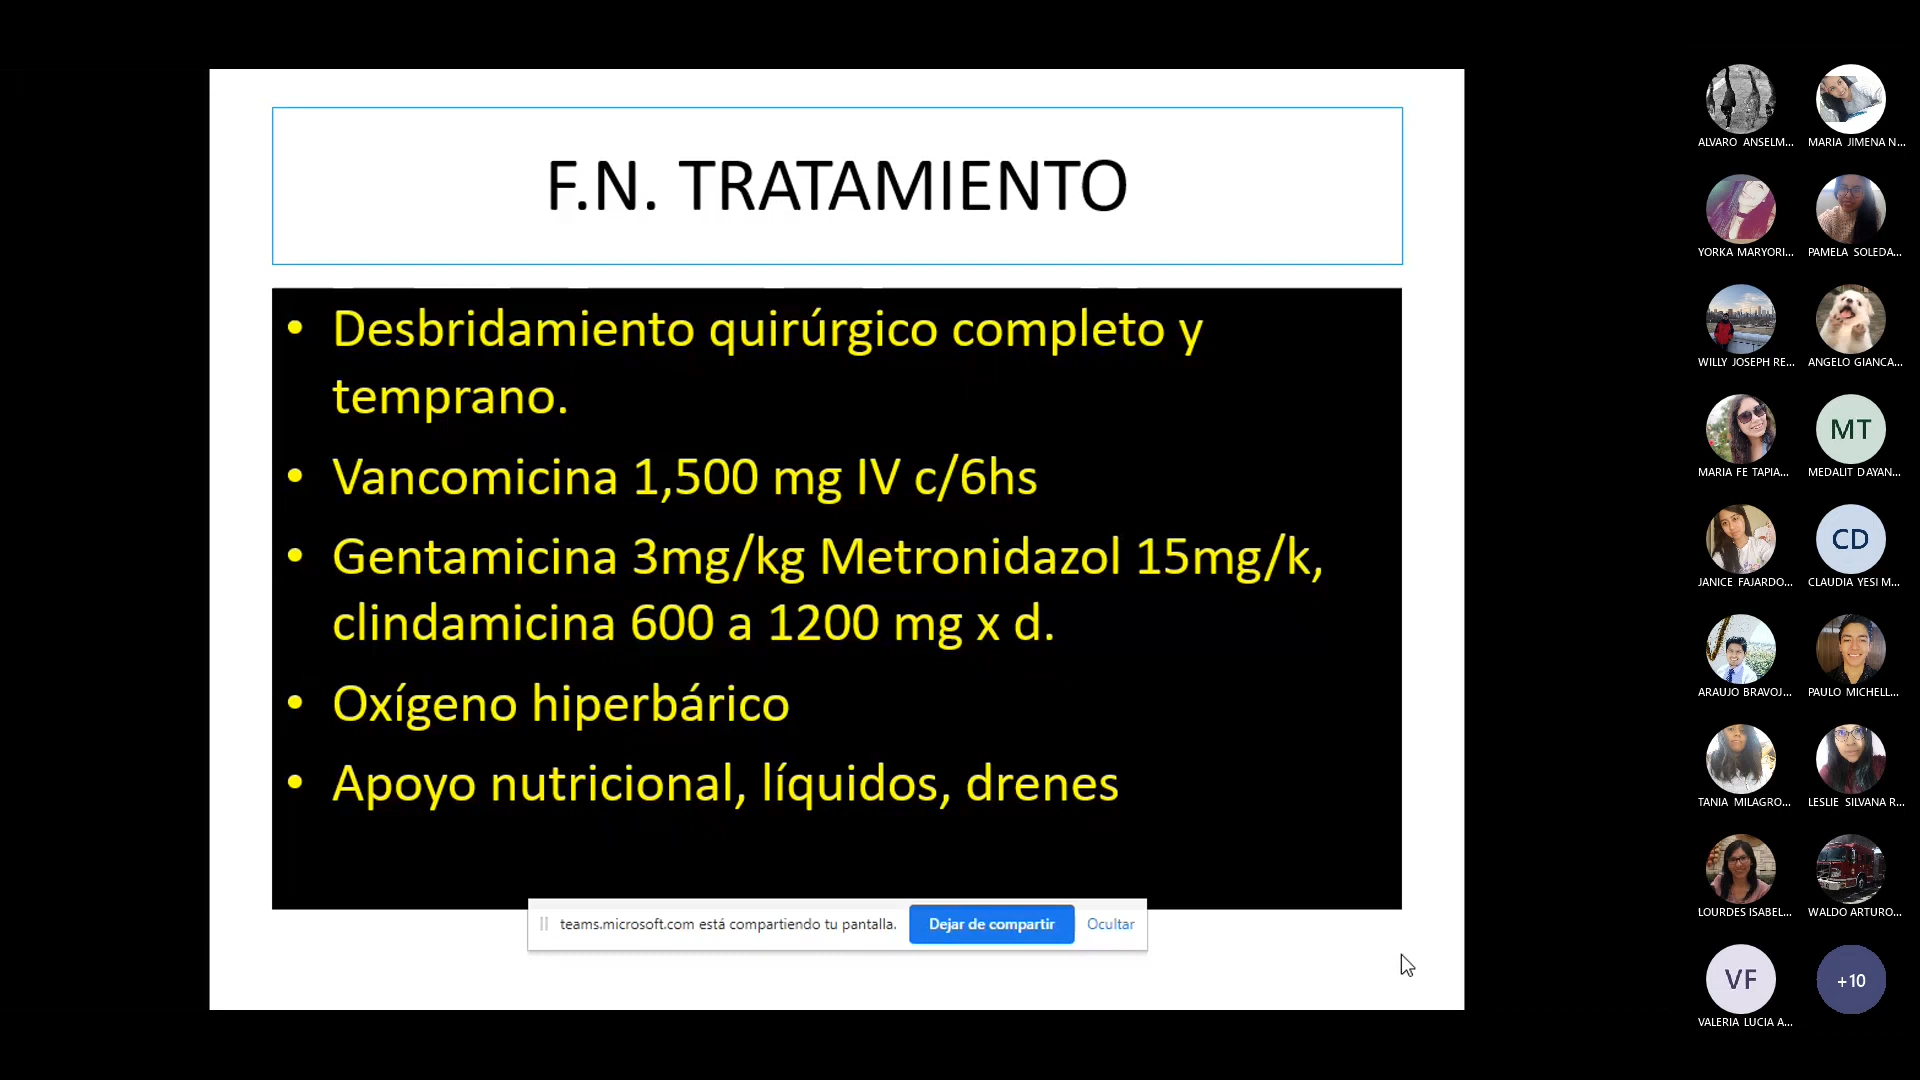 F.N. TRATAMIENTO
• Desbridamiento quirúrgico completo y
temprano.
• Vancomicina 1,500 mg IV c/6hs
• Gentamicina 3mg/kg Metronidazol 15mg/k,
clindamicina 600 a 1200 mg x d.
• Oxígeno hiperbárico
• Apoyo nutricional, líquidos, drenes
teams.microsoft.com está compartiendo tu pantalla. Dejar de compartir Ocultar
ALVARO ANSELM... MARIA JIMENA N...
YORKA MARYORI... PAMELA SOLEDA...
WILLY JOSEPH RE... ANGELO GIANCA...
MT
MARIA FE TAPIA... MEDALIT DAYAN...
CD
JANICE FAJARDO... CLAUDIA YESI M...
ARAUJO BRAVOJ... PAULO MICHELL...
TANIA MILAGRO... LESLIE SILVANA R...
LOURDES ISABEL... WALDO ARTURO...
VF +10
VALERIA LUCIA A...